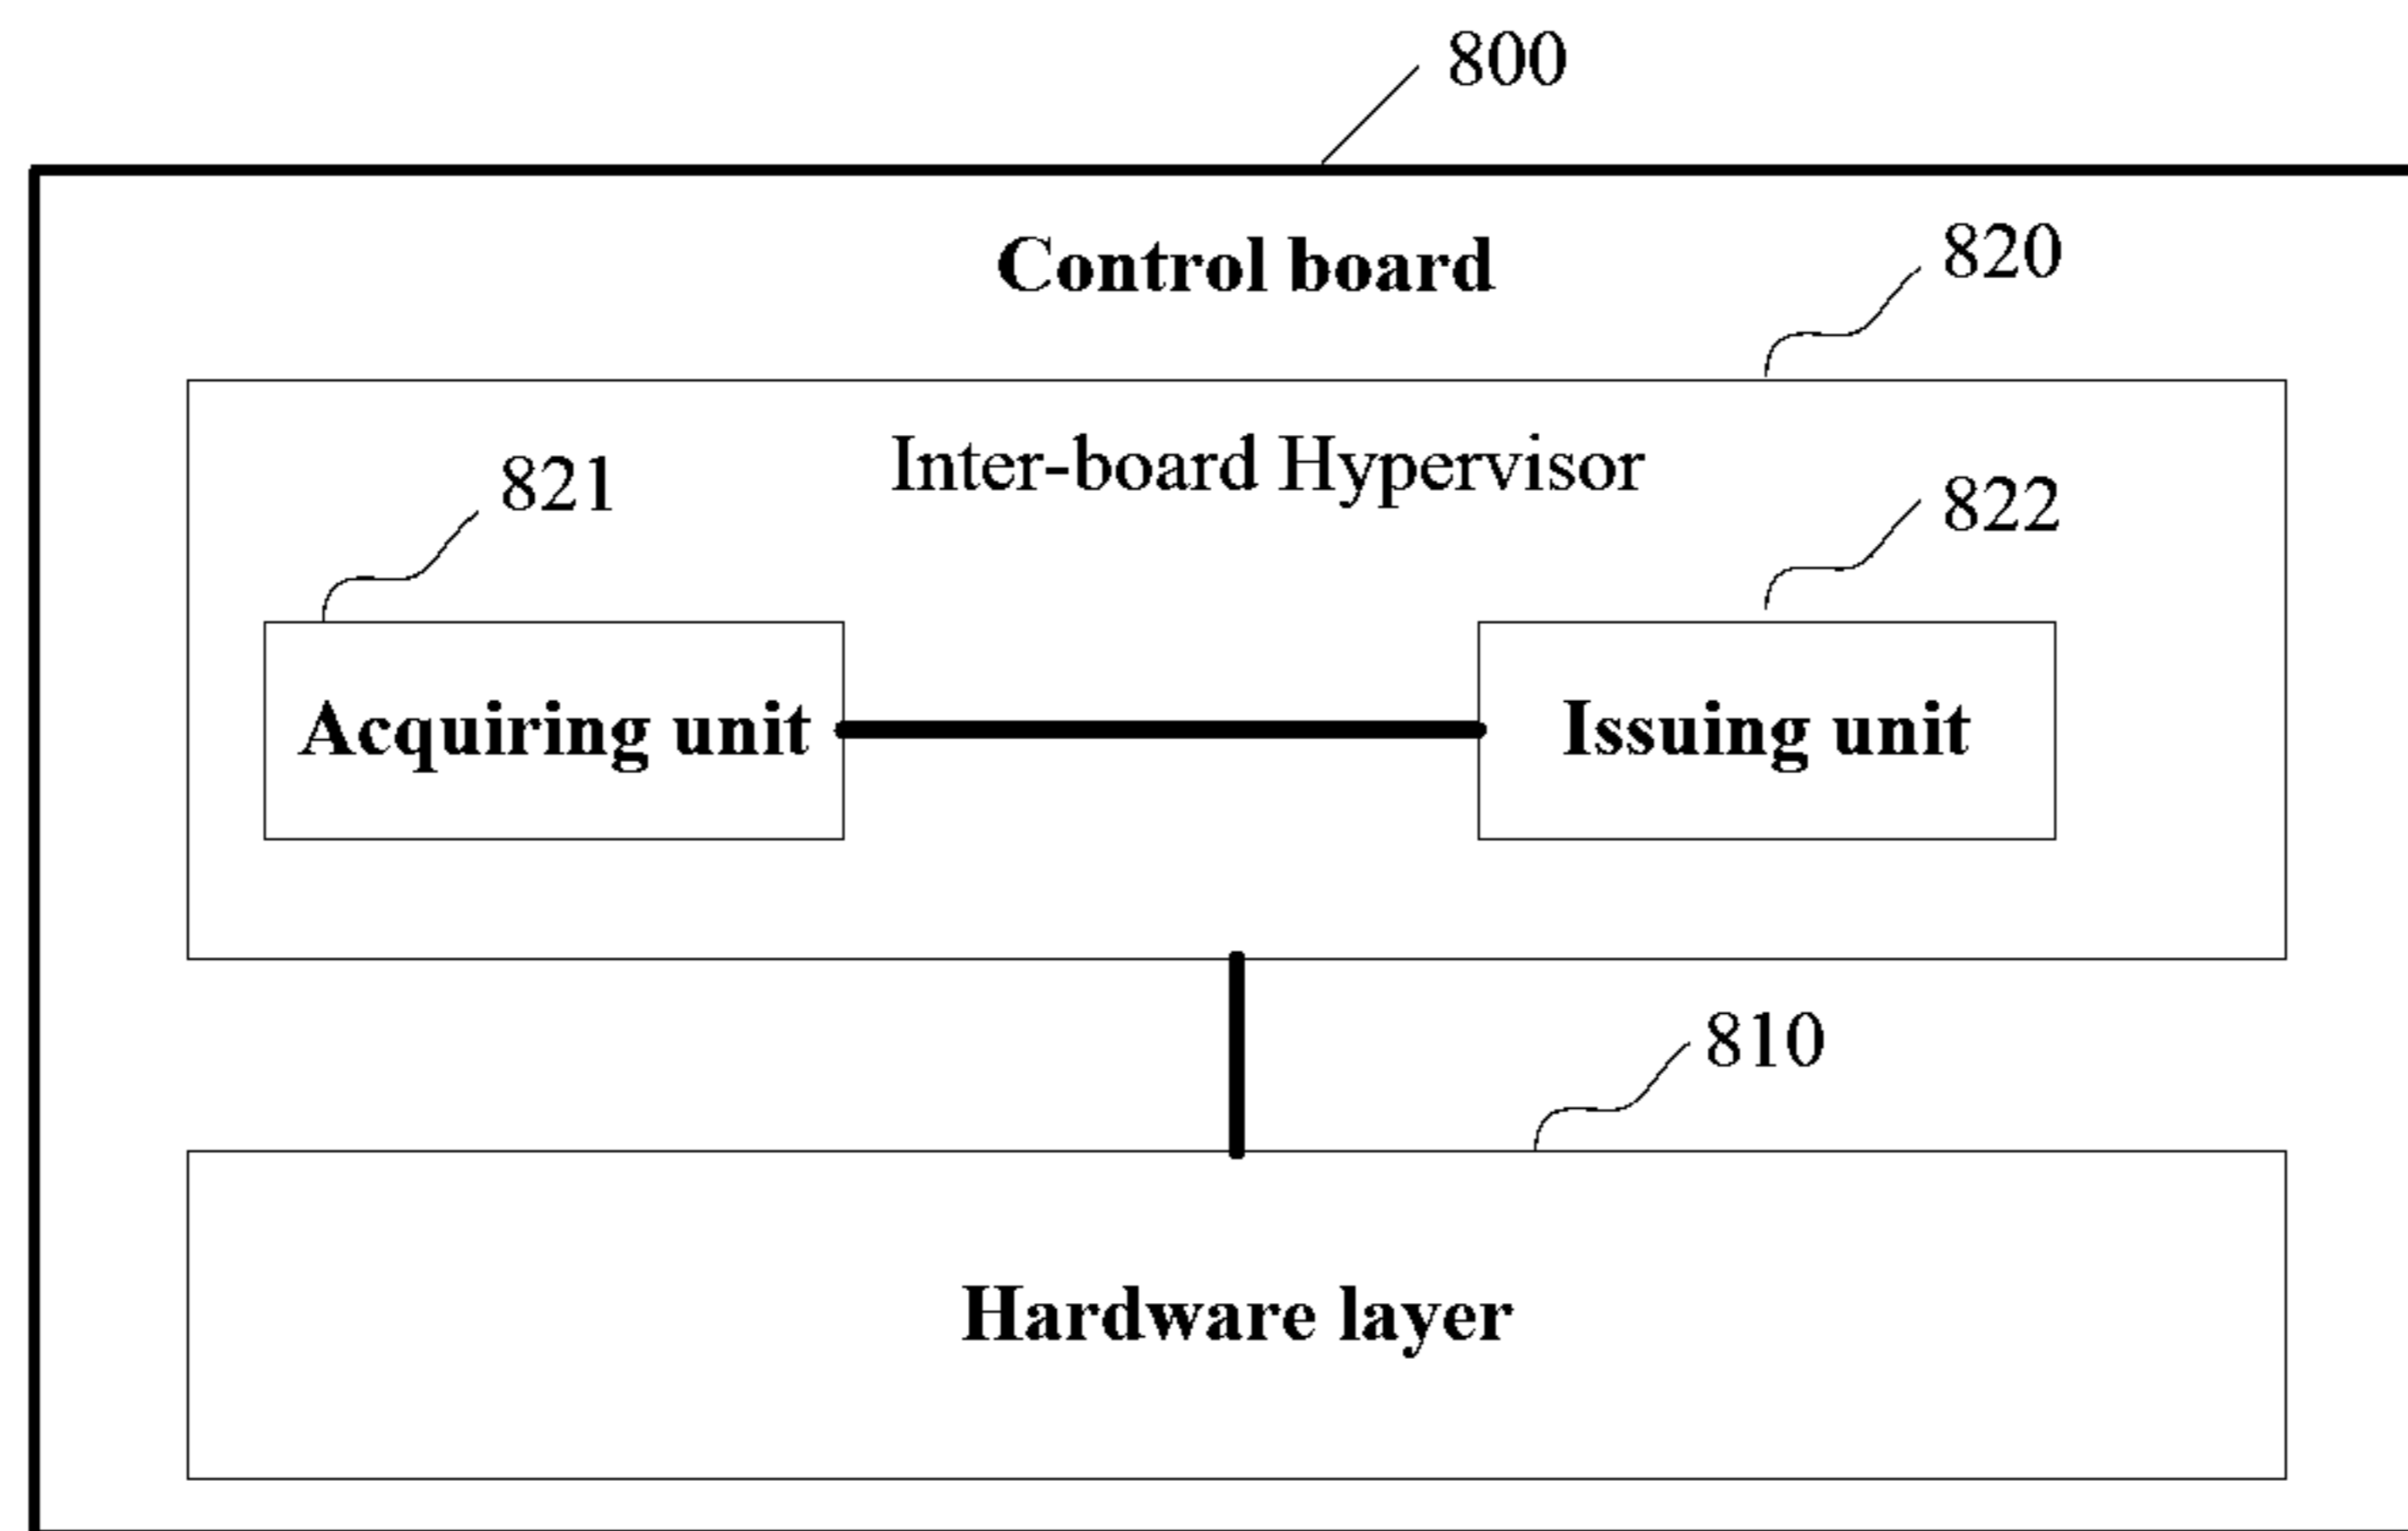 800
Control board
820
Inter-board Hypervisor
821
822
Acquiring unit
Issuing unit
810
Hardware layer